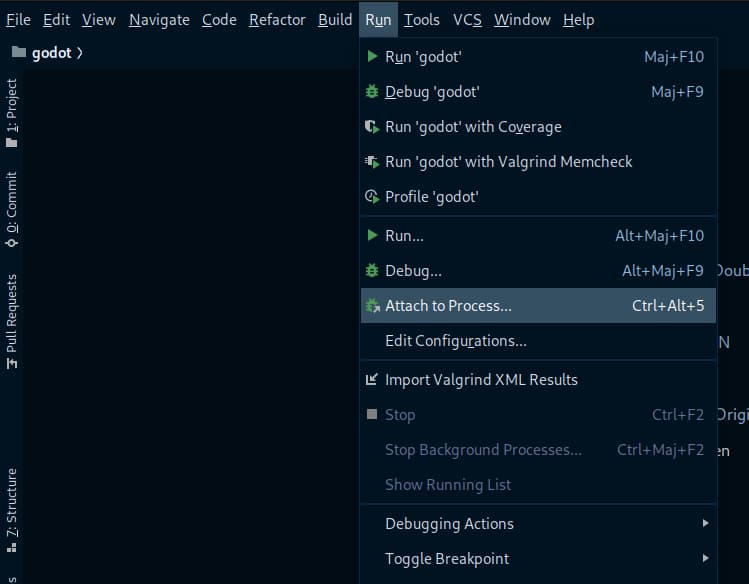 File Edit View Navigate Code Refactor Build Run Tools VCS Window Help
godot
1: Project
0: Commit
Pull Requests
7: Structure
Run 'godot' Maj+F10
Debug 'godot' Maj+F9
Run 'godot' with Coverage
Run 'godot' with Valgrind Memcheck
Profile 'godot'
Run... Alt+Maj+F10
Debug... Alt+Maj+F9
Attach to Process... Ctrl+Alt+5
Edit Configurations...
Import Valgrind XML Results
Stop Ctrl+F2
Stop Background Processes... Ctrl+Maj+F2
Show Running List
Debugging Actions
Toggle Breakpoint